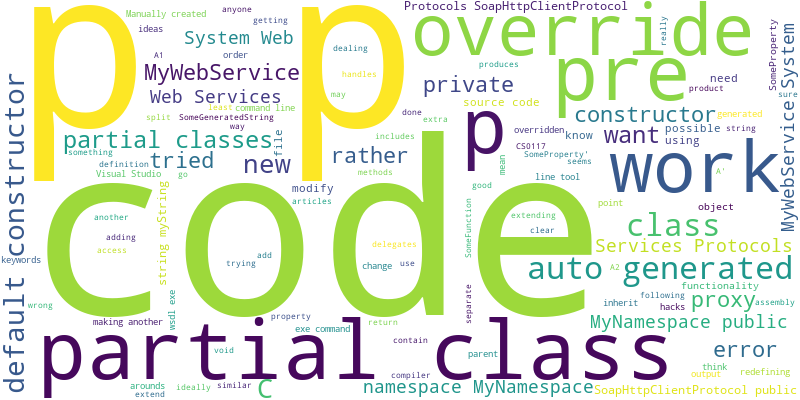 Manually created
anyone
Protocols SoapHttpClientProtocol
ideas
getting
dealing
really
System Web
A1
order
handles
produces
override
SomeProperty
MyWebService System
MyWebService
Web Services
least
command line
may
private
pre
need
product
sure
split
SomeGeneratedString
way
done
extra
source code
constructor
generated
p p
partial classes
file
includes
p
overridden
know
possible
string
using
something
tried
new
rather
methods
CS0117
want
work
definition
seems
SomeProperty'
Visual Studio
go
mean
line tool
A'
default constructor
string myString
another
modify
articles
good
object
adding
access
code
delegates
SomeFunction
extending
clear
point
class
Services Protocols
trying
add
change
use
auto generated
A2
functionality
keywords
wrong
wsdl exe
property
return
separate
inherit
following
hacks
proxy
assembly
making another
exe command
contain
MyNamespace public
arounds
void
compiler
parent
error
partial class
think
redefining
extend
ideally
similar
C
namespace MyNamespace
output
SoapHttpClientProtocol public